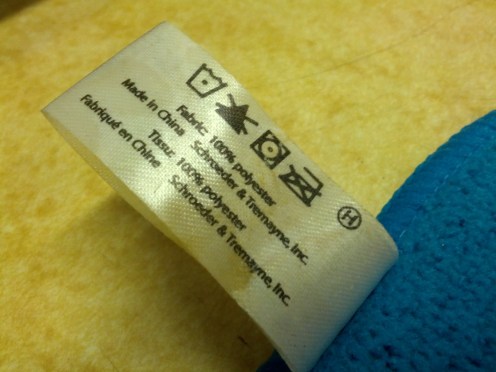 Ⓗ
Fabric: 100% polyester
Made in China Schroeder & Tremayne, Inc.
Tissu: 100% polyester
Fabriqué en Chine Schroeder & Tremayne, Inc.